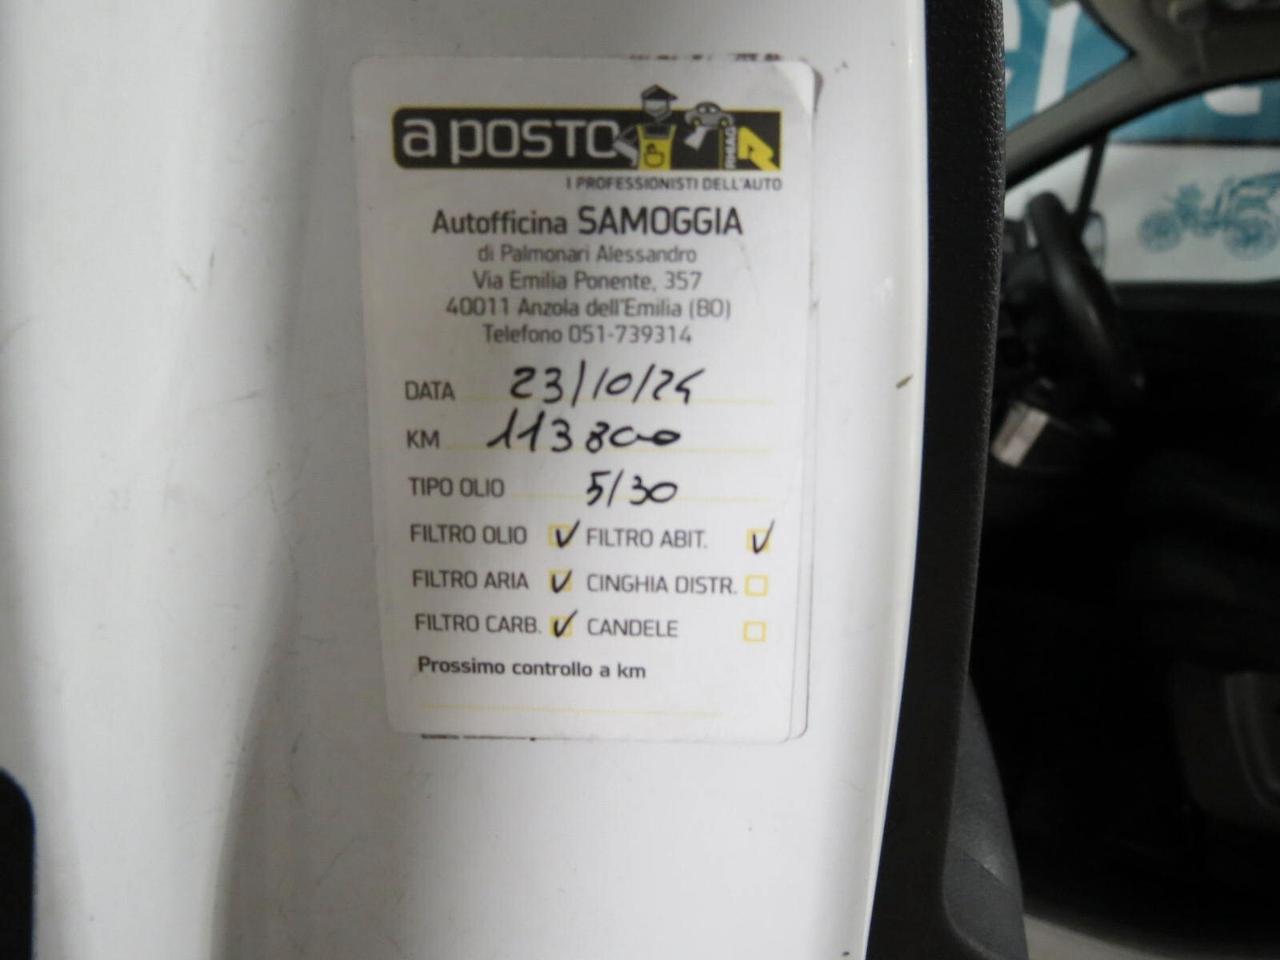 a POSTO
RHIAG
I PROFESSIONISTI DELL'AUTO
Autofficina SAMOGGIA
di Palmonari Alessandro
Via Emilia Ponente, 357
40011 Anzola dell'Emilia (BO)
Telefono 051-739314
DATA 23/10/24
KM 113800
TIPO OLIO 5/30
FILTRO OLIO ✓ FILTRO ABIT. ✓
FILTRO ARIA ✓ CINGHIA DISTR.
FILTRO CARB. ✓ CANDELE
Prossimo controllo a km